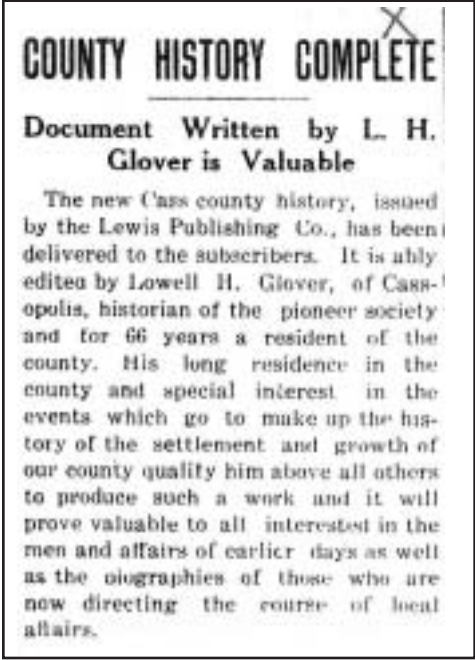 COUNTY HISTORY COMPLETE
Document Written by L. H.
Glover is Valuable
The new Cass county history, issued
by the Lewis Publishing Co., has been
delivered to the subscribers. It is ably
edited by Lowell H. Glover, of Cass-
opolis, historian of the pioneer society
and for 66 years a resident of the
county. His long residence in the
county and special interest in the
events which go to make up the his-
tory of the settlement and growth of
our county qualify him above all others
to produce such a work and it will
prove valuable to all interested in the
men and affairs of earlier days as well
as the biographies of those who are
now directing the course of local
affairs.